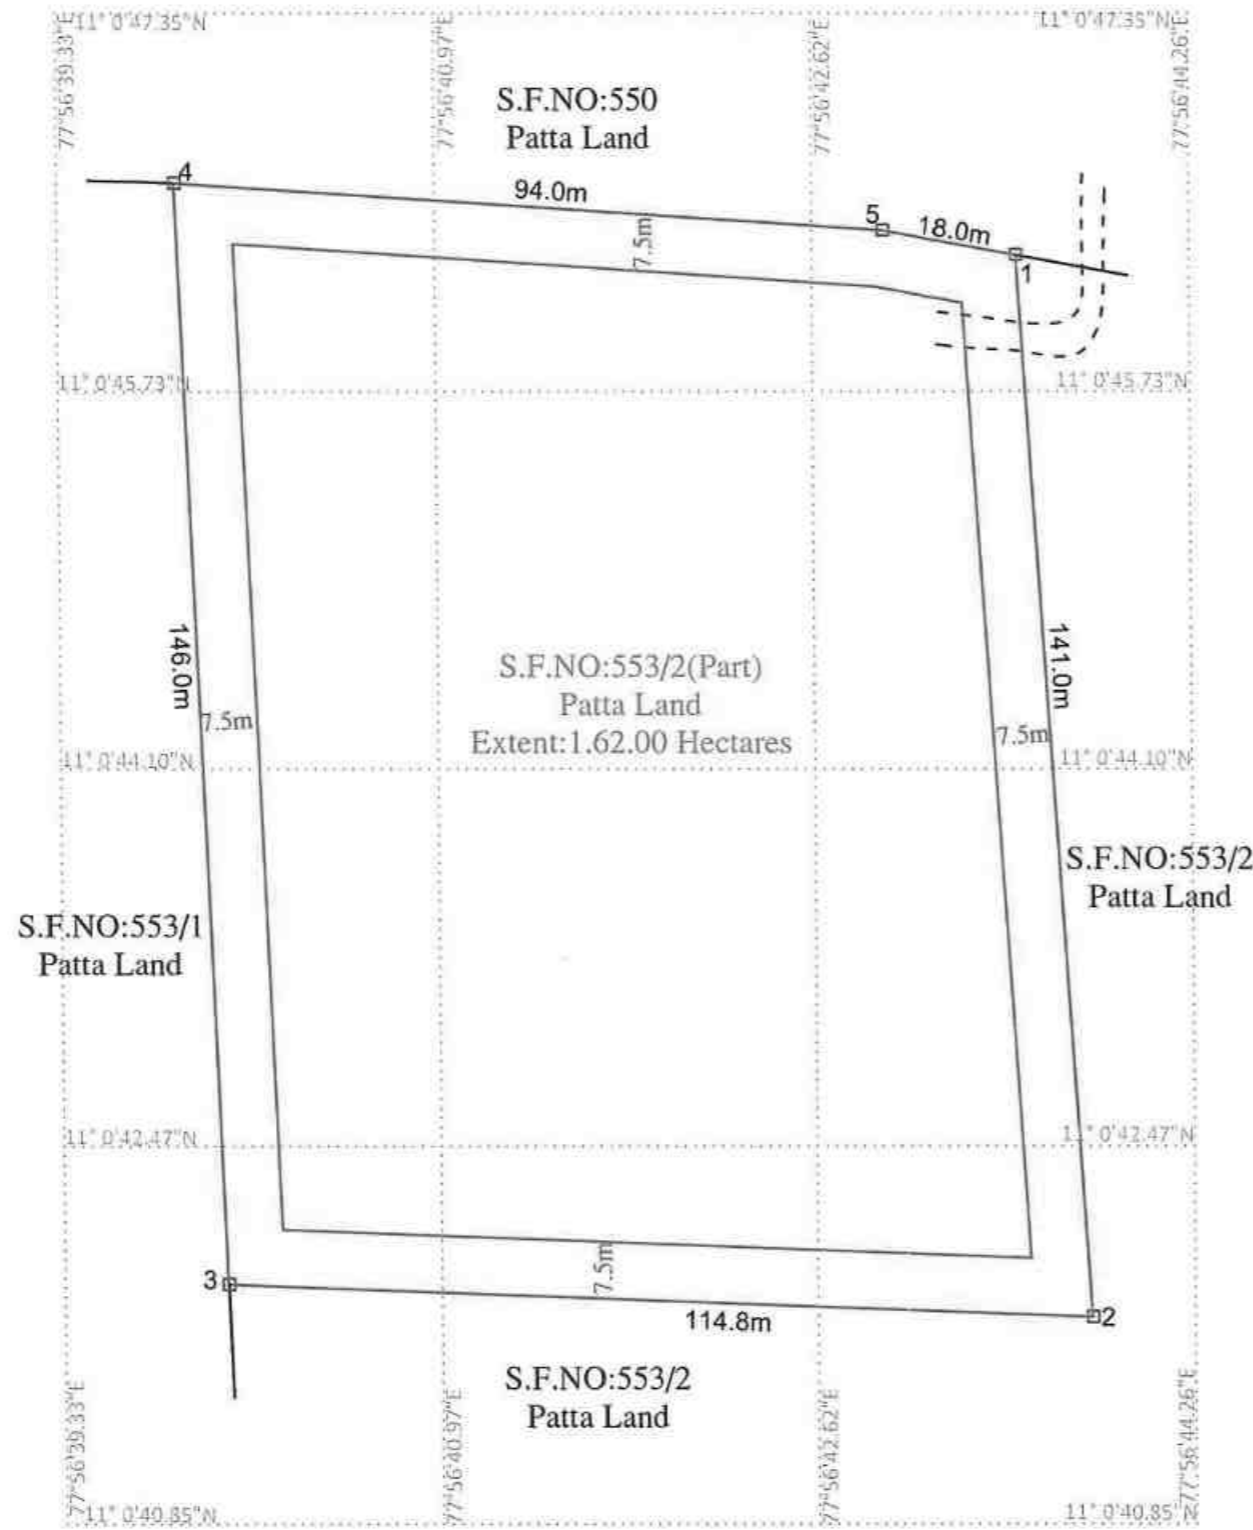 11° 0'47.35"N
11° 0'47.35"N
77°56'39.33"E
77°56'40.97"E
77°56'42.62"E
77°56'44.26"E
S.F.NO:550
Patta Land
4
94.0m
5
18.0m
1
7.5m
11° 0'45.73"N
11° 0'45.73"N
146.0m
141.0m
S.F.NO:553/2(Part)
Patta Land
Extent:1.62.00 Hectares
7.5m
7.5m
11° 0'44.10"N
11° 0'44.10"N
S.F.NO:553/2
Patta Land
S.F.NO:553/1
Patta Land
11° 0'42.47"N
11° 0'42.47"N
3
7.5m
114.8m
2
S.F.NO:553/2
Patta Land
77°56'39.33"E
77°56'40.97"E
77°56'42.62"E
77°56'44.26"E
11° 0'40.85"N
11° 0'40.85"N